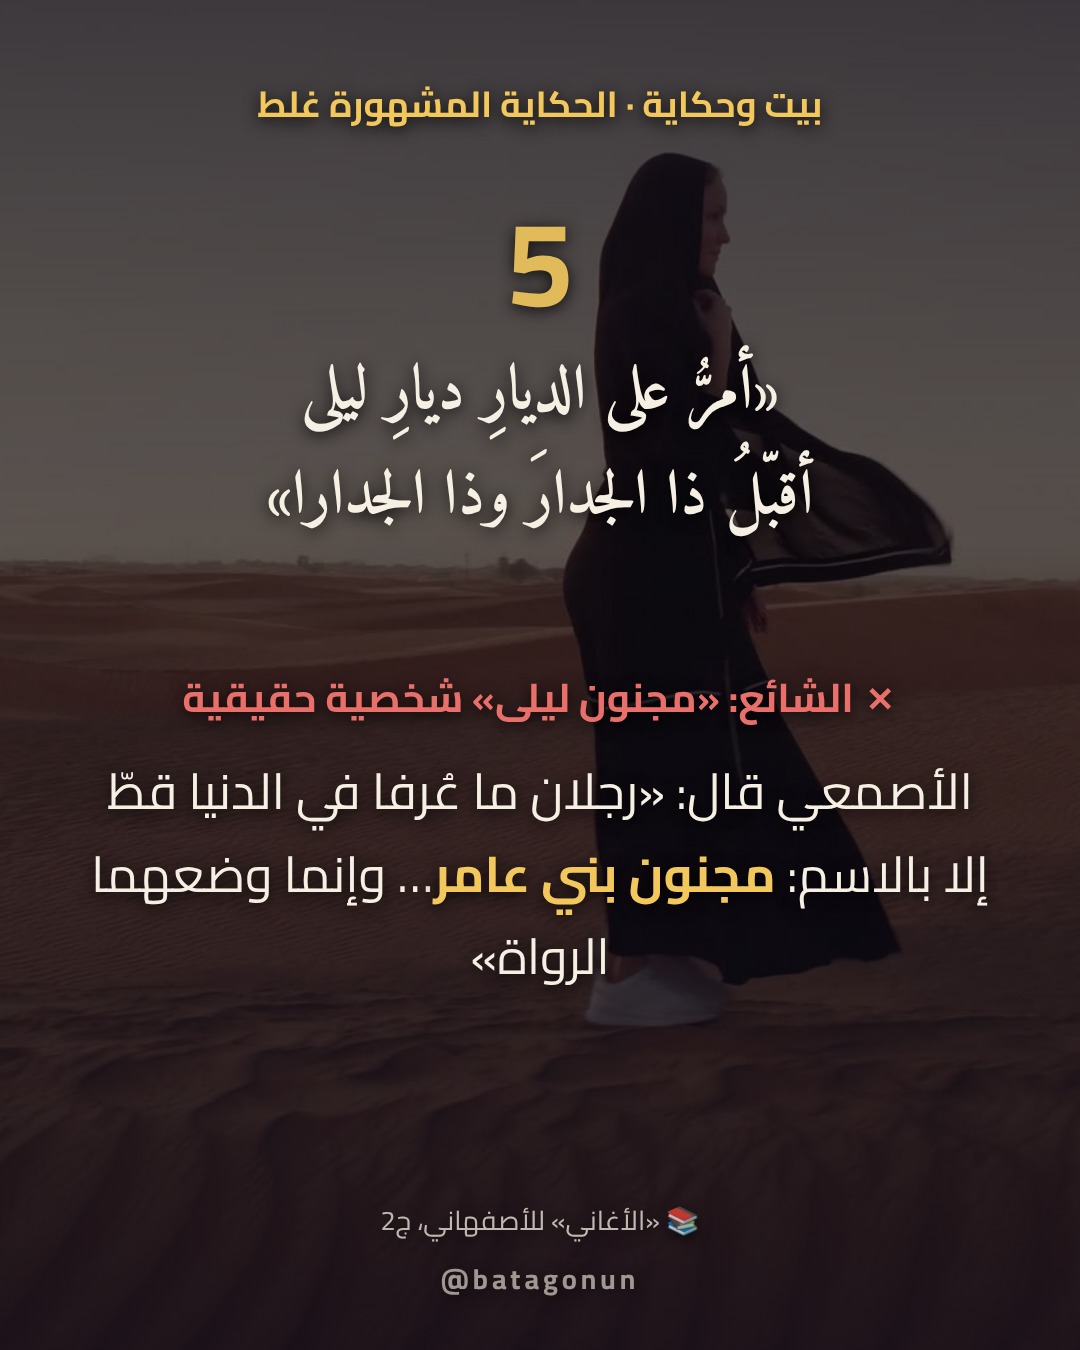 بيت وحكاية · الحكاية المشهورة غلط
5
«أمرُّ على الديارِ ديارِ ليلى
أقبّلُ ذا الجدارَ وذا الجدارا»
× الشائع: «مجنون ليلى» شخصية حقيقية
الأصمعي قال: «رجلان ما عُرفا في الدنيا قطّ
إلا بالاسم: مجنون بني عامر... وإنما وضعهما
الرواة»
📚 «الأغاني» للأصفهاني، ج2
@batagonun